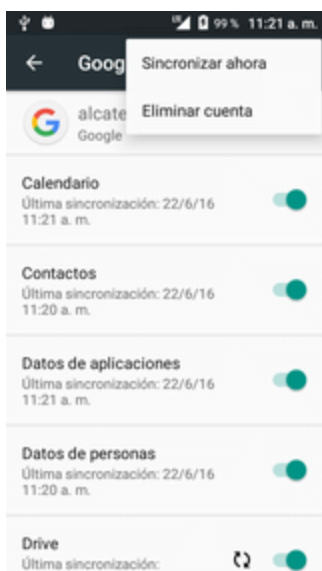 99 % 11:21 a. m.
Goog
Sincronizar ahora
alcate
Eliminar cuenta
Google
Calendario
Última sincronización: 22/6/16
11:21 a. m.
Contactos
Última sincronización: 22/6/16
11:20 a. m.
Datos de aplicaciones
Última sincronización: 22/6/16
11:21 a. m.
Datos de personas
Última sincronización: 22/6/16
11:20 a. m.
Drive
Última sincronización: